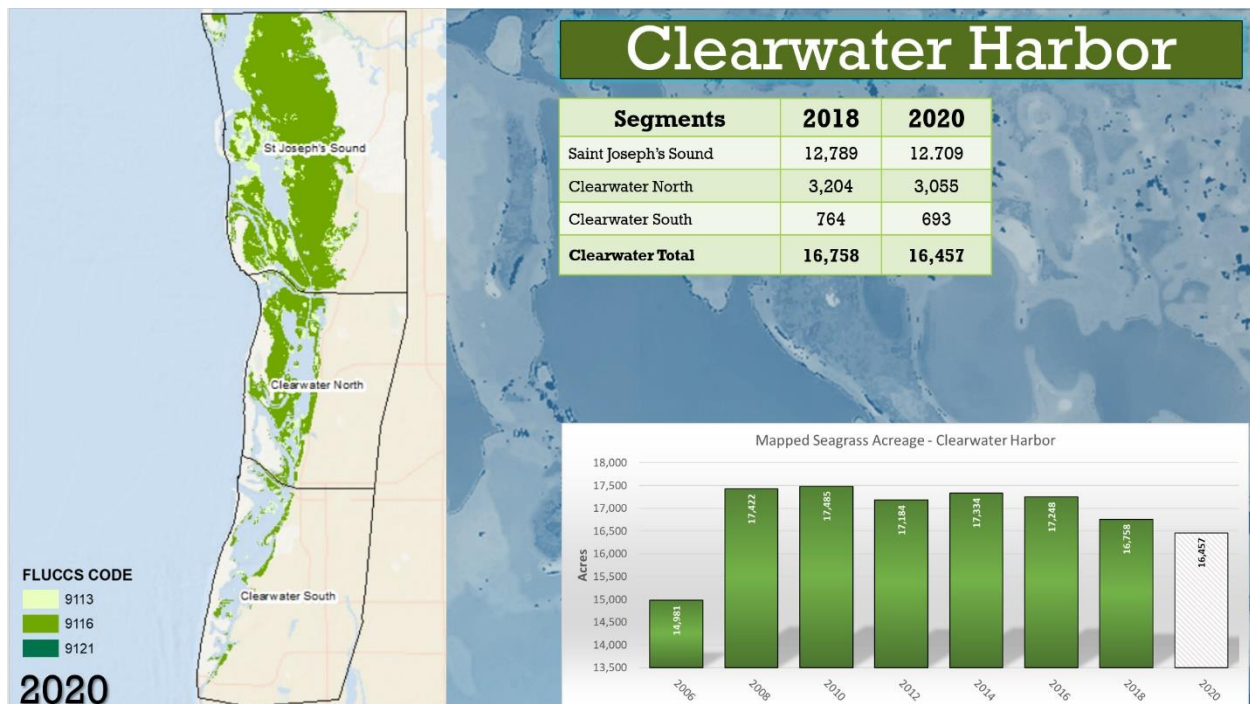 Clearwater Harbor
Segments 2018 2020
Saint Joseph's Sound 12,789 12.709
Clearwater North 3,204 3,055
Clearwater South 764 693
Clearwater Total 16,758 16,457
St Joseph's Sound
Clearwater North
Clearwater South
FLUCCS CODE
9113
9116
9121
2020
Mapped Seagrass Acreage - Clearwater Harbor
Acres
18,000
17,500
17,000
16,500
16,000
15,500
15,000
14,500
14,000
13,500
14,981
17,422
17,485
17,184
17,334
17,248
16,758
16,457
2006 2008 2010 2012 2014 2016 2018 2020